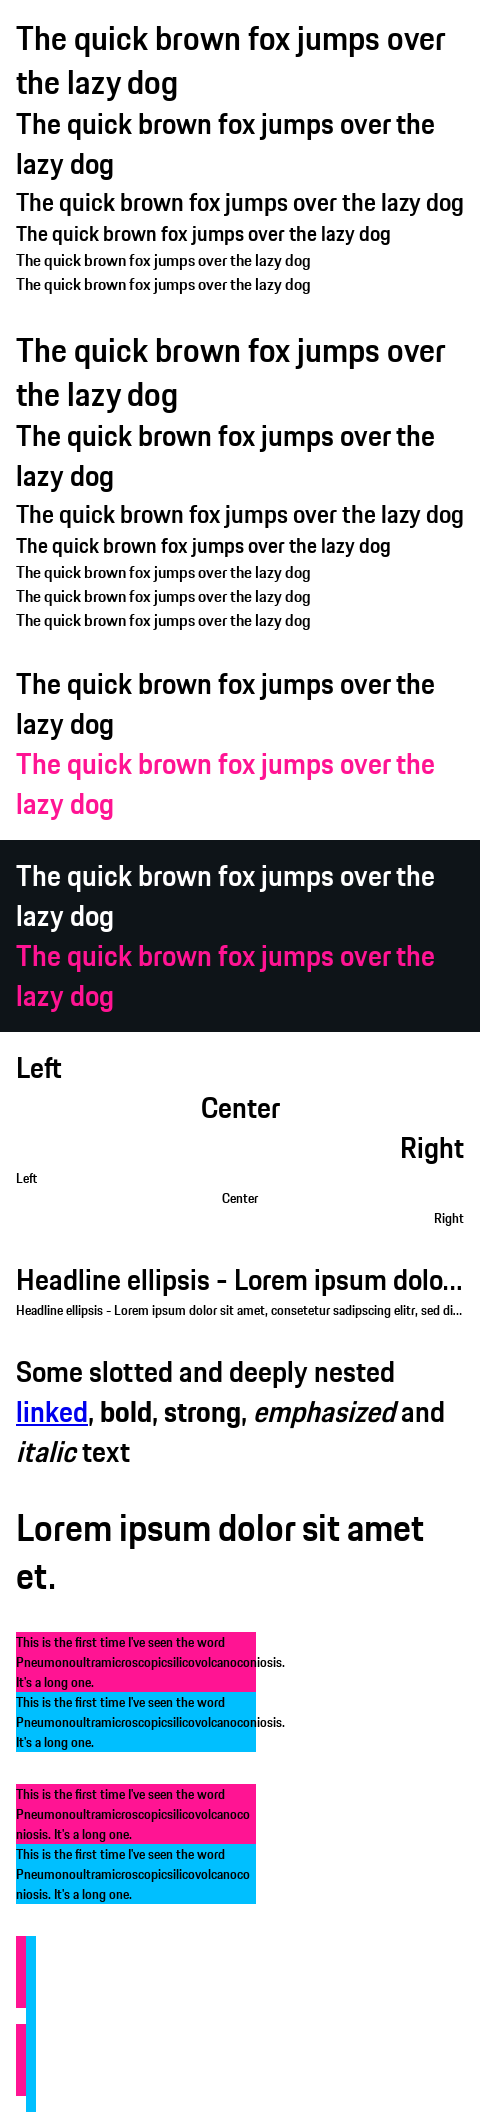 The quick brown fox jumps over
the lazy dog
The quick brown fox jumps over the
lazy dog
The quick brown fox jumps over the lazy dog
The quick brown fox jumps over the lazy dog
The quick brown fox jumps over the lazy dog
The quick brown fox jumps over the lazy dog
The quick brown fox jumps over
the lazy dog
The quick brown fox jumps over the
lazy dog
The quick brown fox jumps over the lazy dog
The quick brown fox jumps over the lazy dog
The quick brown fox jumps over the lazy dog
The quick brown fox jumps over the lazy dog
The quick brown fox jumps over the lazy dog
The quick brown fox jumps over the
lazy dog
The quick brown fox jumps over the
lazy dog
The quick brown fox jumps over the
lazy dog
The quick brown fox jumps over the
lazy dog
Left
Center
Right
Left
Center
Right
Headline ellipsis - Lorem ipsum dolo...
Headline ellipsis - Lorem ipsum dolor sit amet, consetetur sadipscing elitr, sed di...
Some slotted and deeply nested
linked, bold, strong, emphasized and
italic text
Lorem ipsum dolor sit amet
et.
This is the first time I've seen the word
Pneumonoultramicroscopicsilicovolcanoconiosis.
It's a long one.
This is the first time I've seen the word
Pneumonoultramicroscopicsilicovolcanoconiosis.
It's a long one.
This is the first time I've seen the word
Pneumonoultramicroscopicsilicovolcanoco
niosis. It's a long one.
This is the first time I've seen the word
Pneumonoultramicroscopicsilicovolcanoco
niosis. It's a long one.